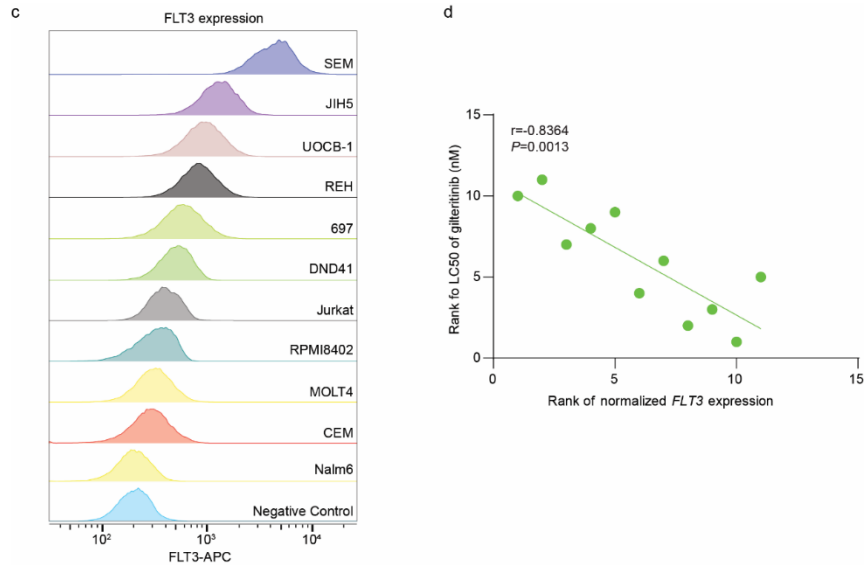 c
FLT3 expression
SEM
JIH5
UOCB-1
REH
697
DND41
Jurkat
RPMI8402
MOLT4
CEM
Nalm6
Negative Control
10² 10³ 10⁴
FLT3-APC
d
r=-0.8364
P=0.0013
15
10
5
0
0 5 10 15
Rank fo LC50 of gilteritinib (nM)
Rank of normalized FLT3 expression